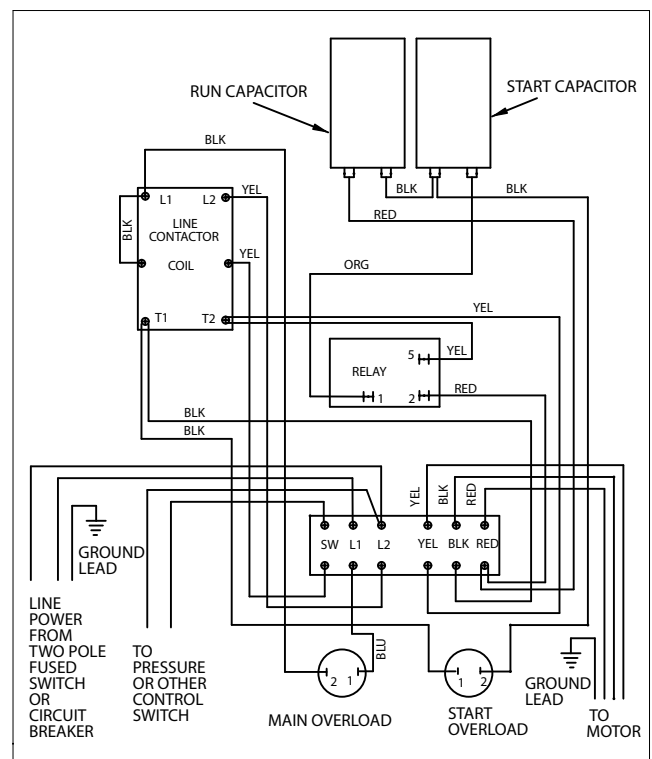 RUN CAPACITOR
START CAPACITOR
BLK
BLK
BLK
RED
L1
L2
YEL
LINE
CONTACTOR
BLK
COIL
YEL
ORG
T1
T2
YEL
5
YEL
RELAY
1
2
RED
BLK
BLK
YEL
BLK
RED
SW
L1
L2
YEL
BLK
RED
GROUND
LEAD
LINE
POWER
FROM
TWO POLE
FUSED
SWITCH
OR
CIRCUIT
BREAKER
TO
PRESSURE
OR OTHER
CONTROL
SWITCH
BLU
2
1
MAIN OVERLOAD
1
2
START
OVERLOAD
GROUND
LEAD
TO
MOTOR